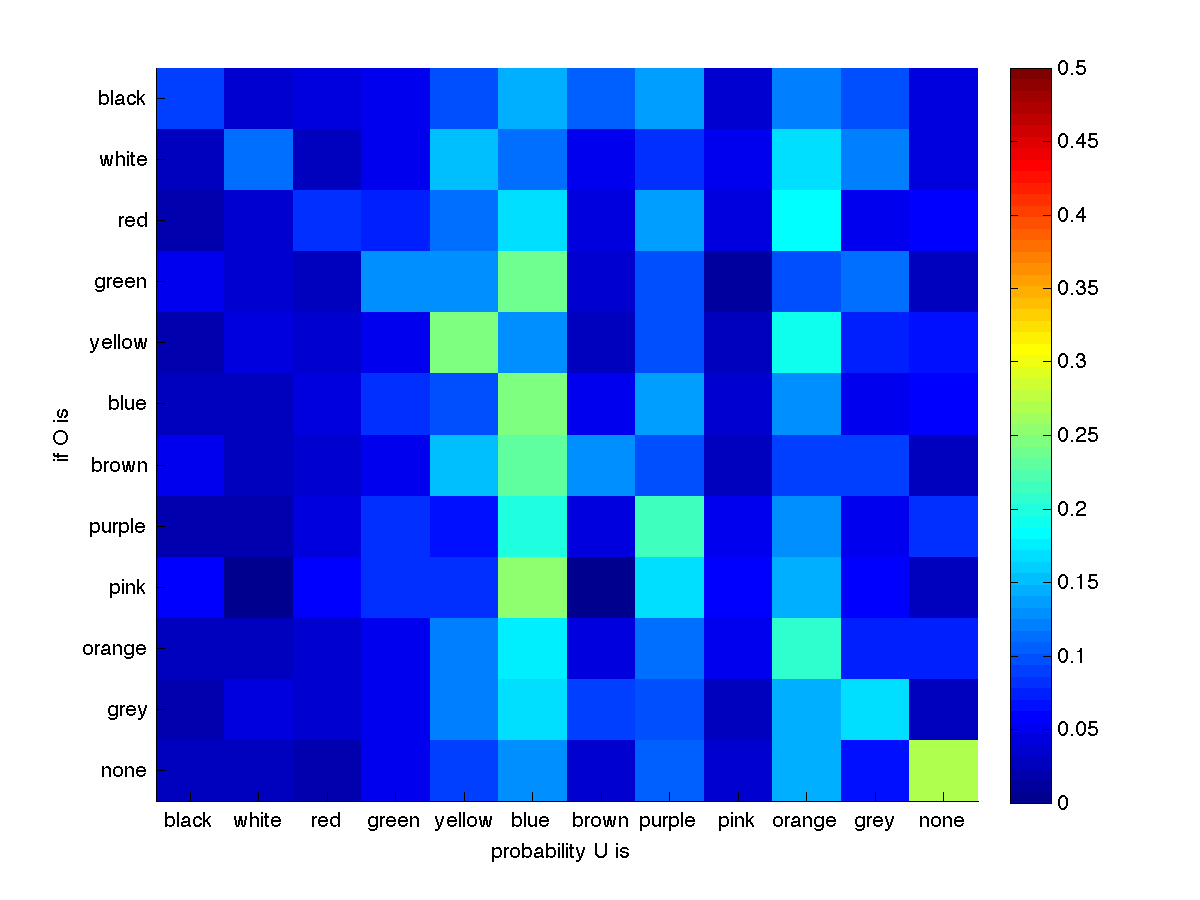 black
white
red
green
yellow
blue
brown
purple
pink
orange
grey
none
if O is
black white red green yellow blue brown purple pink orange grey none
probability U is
0.5
0.45
0.4
0.35
0.3
0.25
0.2
0.15
0.1
0.05
0